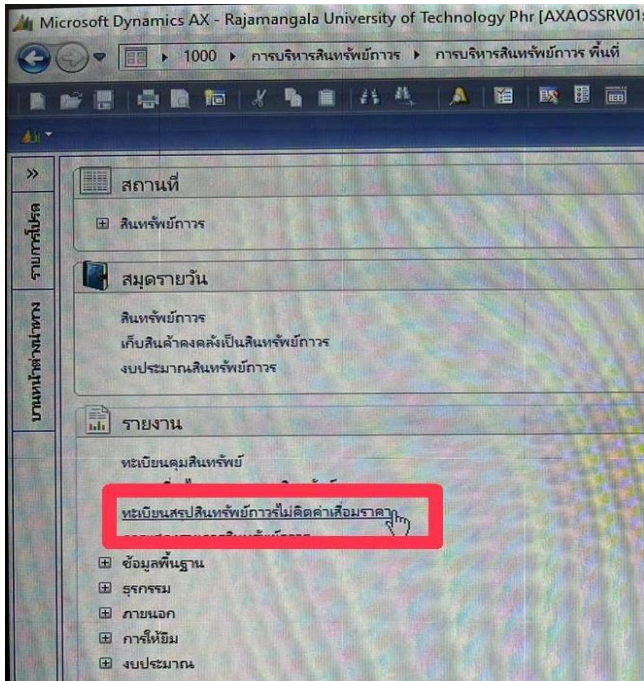 Microsoft Dynamics AX - Rajamangala University of Technology Phr [AXAOSSRV01
1000 การบริหารสินทรัพย์ถาวร การบริหารสินทรัพย์ถาวร พื้นที่
รายการโปรด
บานหน้าต่างนำทาง
สถานที่
สินทรัพย์ถาวร
สมุดรายวัน
สินทรัพย์ถาวร
เก็บสินค้าคงคลังเป็นสินทรัพย์ถาวร
งบประมาณสินทรัพย์ถาวร
รายงาน
ทะเบียนคุมสินทรัพย์
ทะเบียนสรุปสินทรัพย์ถาวรไม่คิดค่าเสื่อมราคา
ข้อมูลพื้นฐาน
ธุรกรรม
ภายนอก
การให้ยืม
งบประมาณ